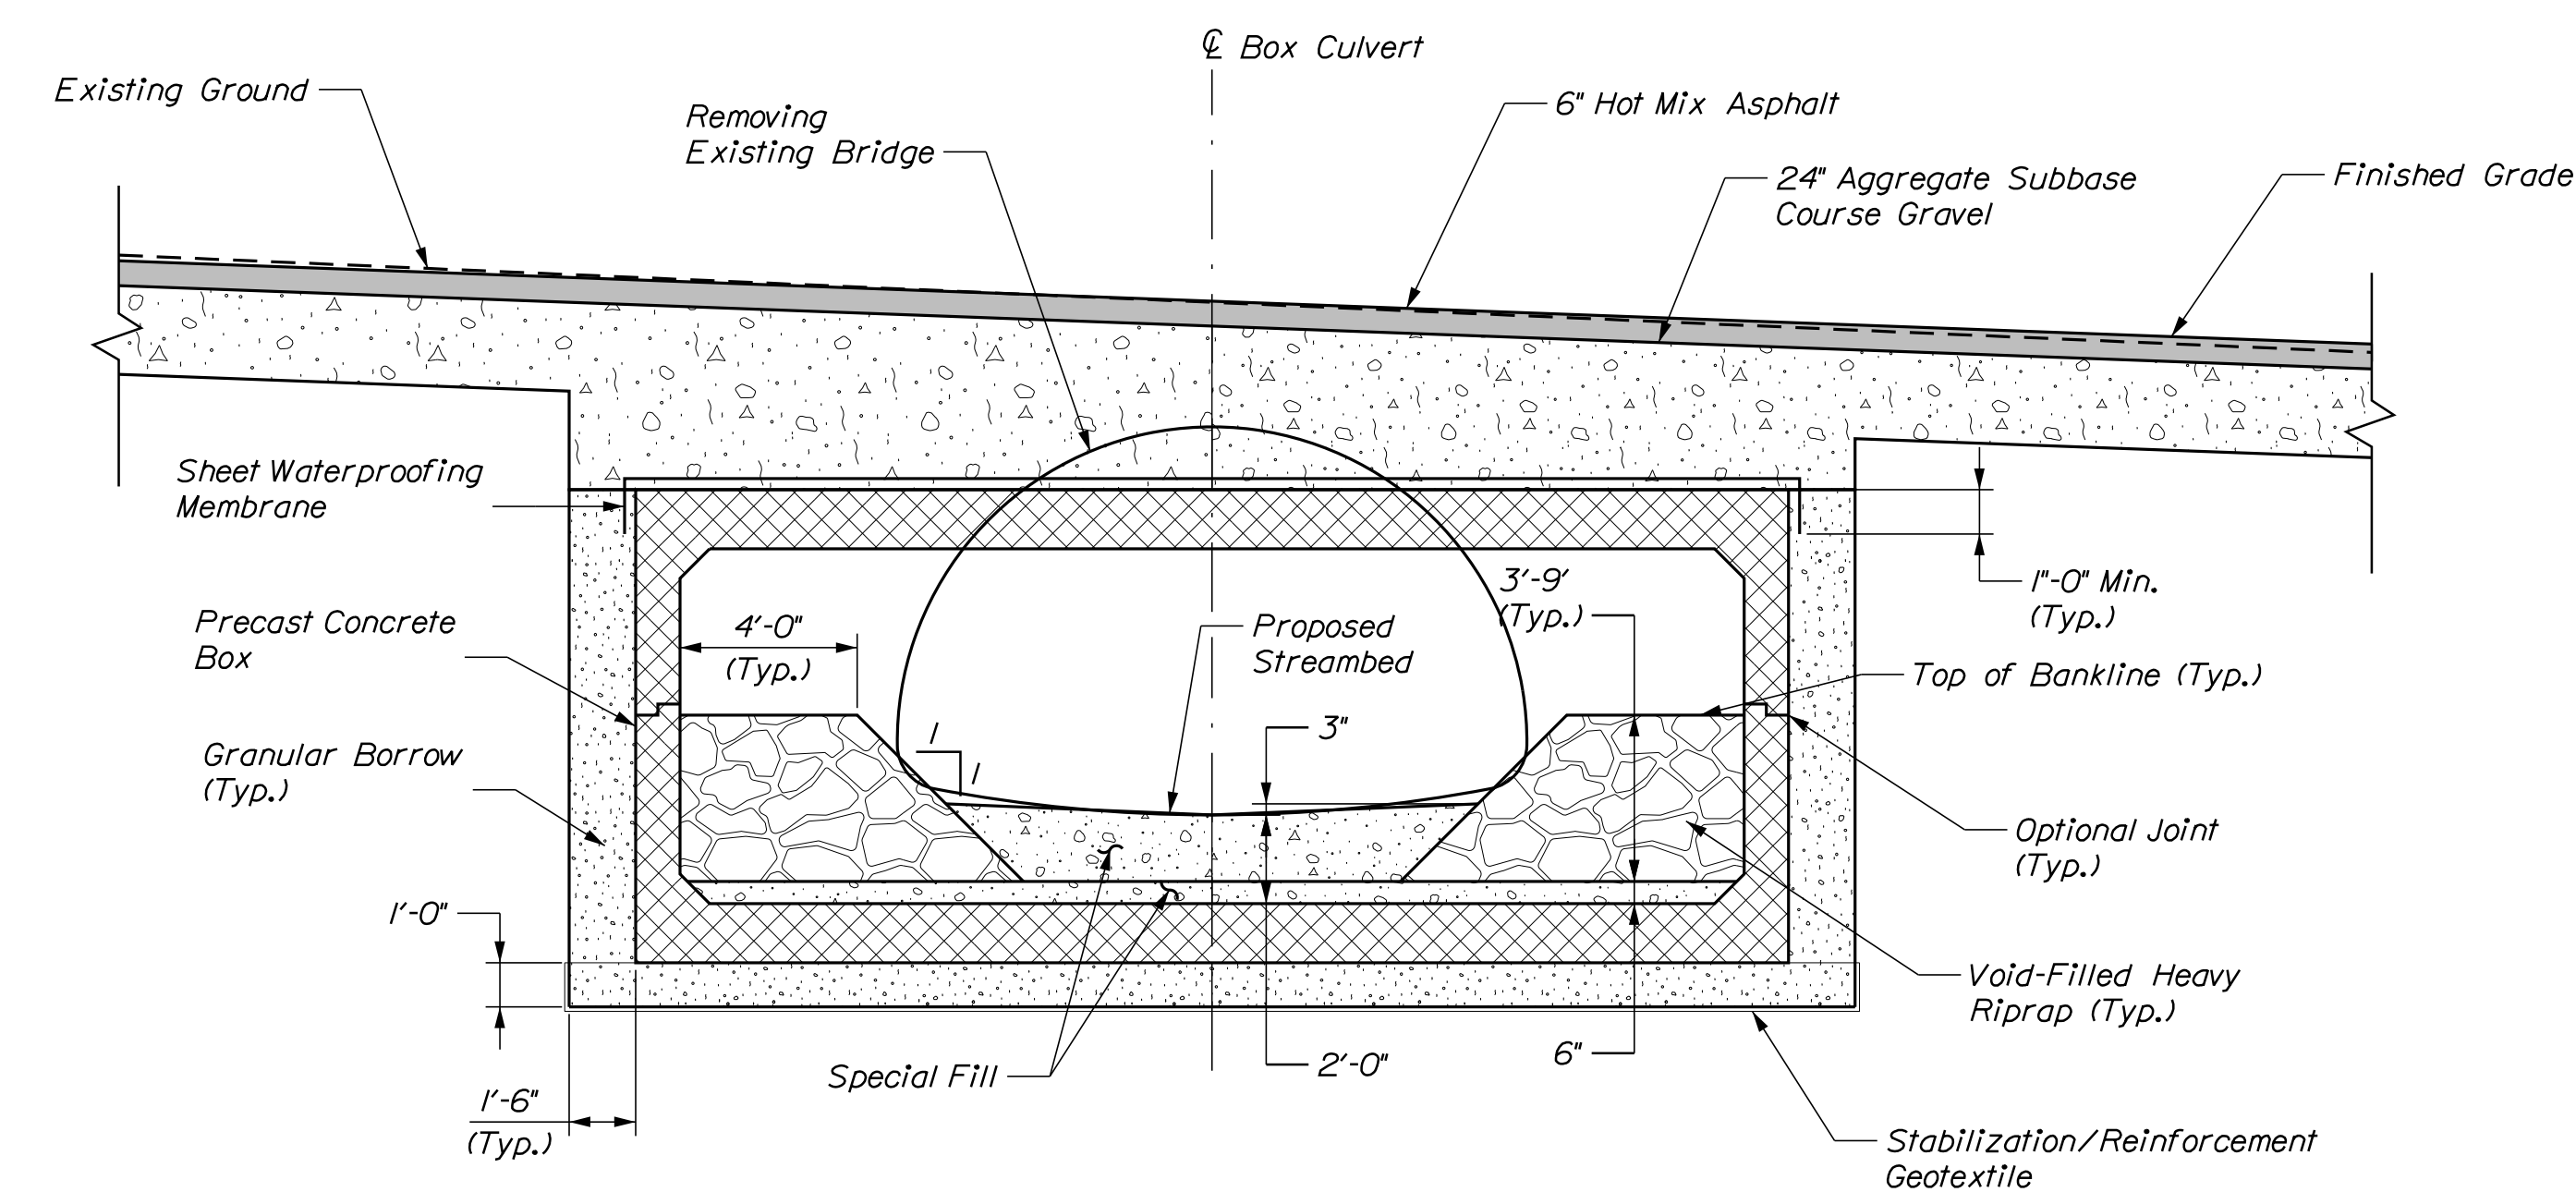 ℄ Box Culvert
Existing Ground
Removing
Existing Bridge
6" Hot Mix Asphalt
24" Aggregate Subbase
Course Gravel
Finished Grade
Sheet Waterproofing
Membrane
3'-9'
(Typ.)
1"-0" Min.
(Typ.)
Precast Concrete
Box
4'-0"
(Typ.)
Proposed
Streambed
Top of Bankline (Typ.)
Granular Borrow
(Typ.)
1
1
3"
Optional Joint
(Typ.)
1'-0"
Void-Filled Heavy
Riprap (Typ.)
Special Fill
2'-0"
6"
1'-6"
(Typ.)
Stabilization/Reinforcement
Geotextile